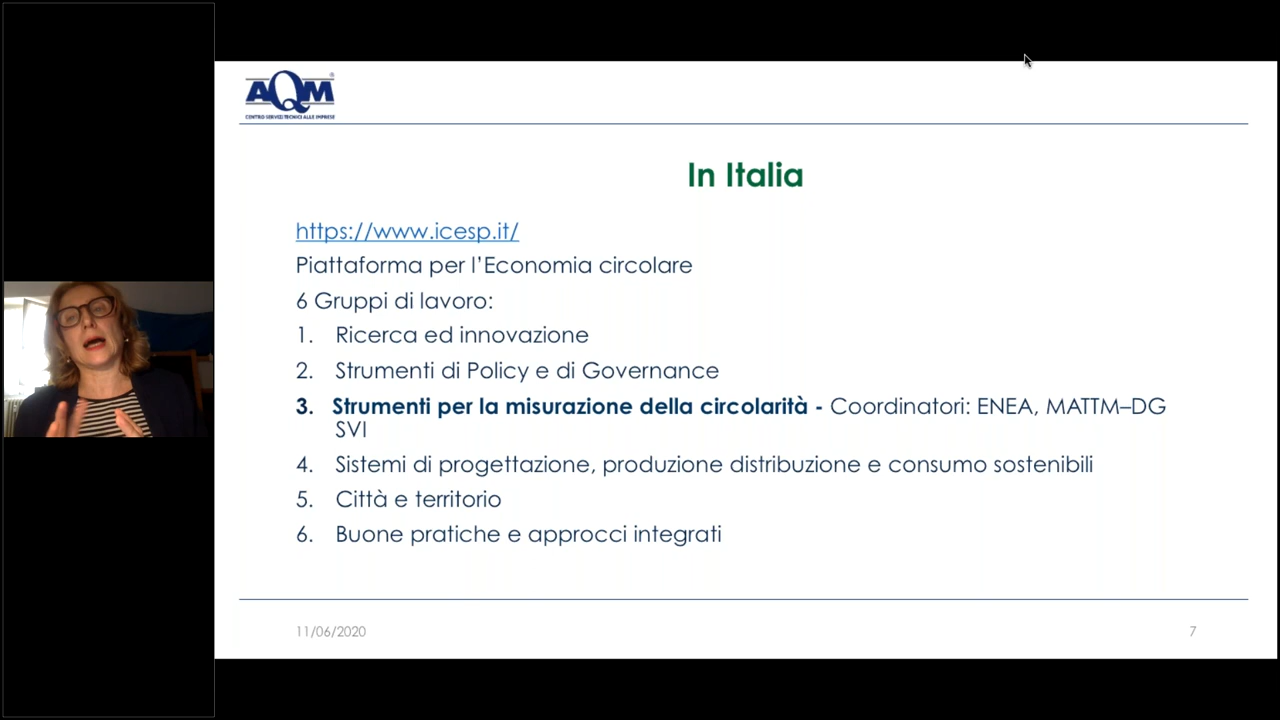 AQM
CENTRO SERVIZI TECNICI ALLE IMPRESE
In Italia
https://www.icesp.it/
Piattaforma per l’Economia circolare
6 Gruppi di lavoro:
1. Ricerca ed innovazione
2. Strumenti di Policy e di Governance
3. Strumenti per la misurazione della circolarità - Coordinatori: ENEA, MATTM–DG
SVI
4. Sistemi di progettazione, produzione distribuzione e consumo sostenibili
5. Città e territorio
6. Buone pratiche e approcci integrati
11/06/2020
7